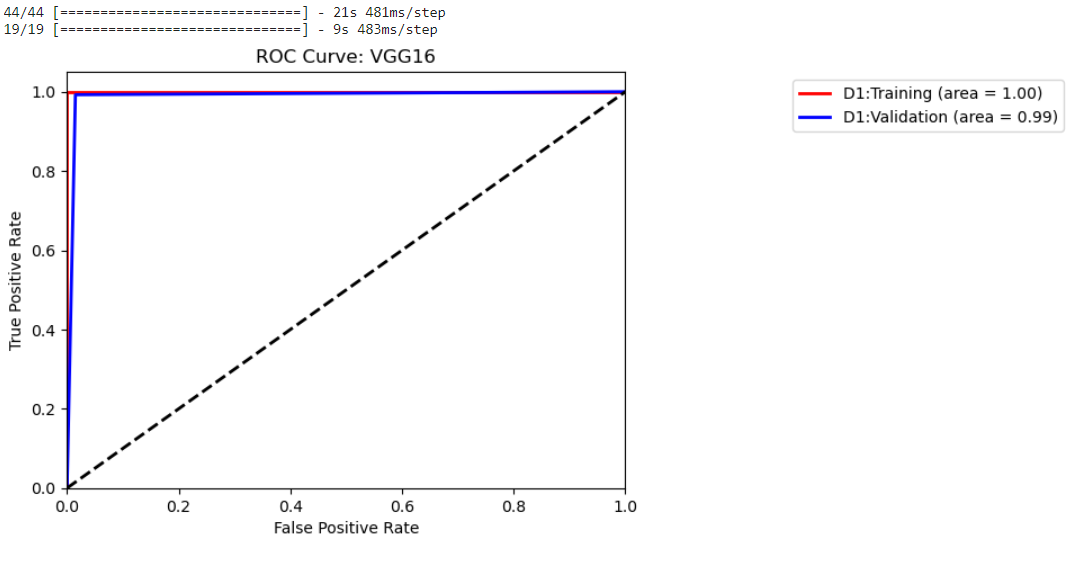 44/44 [==============================] - 21s 481ms/step
19/19 [==============================] - 9s 483ms/step
ROC Curve: VGG16
D1:Training (area = 1.00)
D1:Validation (area = 0.99)
True Positive Rate
1.0
0.8
0.6
0.4
0.2
0.0
0.0 0.2 0.4 0.6 0.8 1.0
False Positive Rate